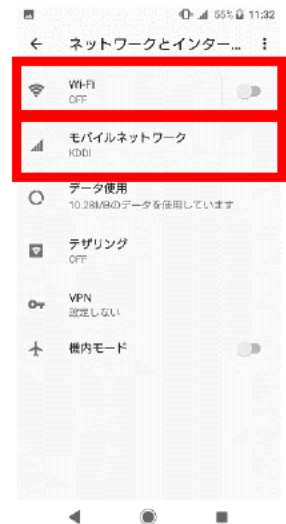 55% 11:32
ネットワークとインター...
Wi-Fi
OFF
モバイルネットワーク
KDDI
データ使用
10.28MBのデータを使用しています
テザリング
OFF
VPN
設定しない
機内モード